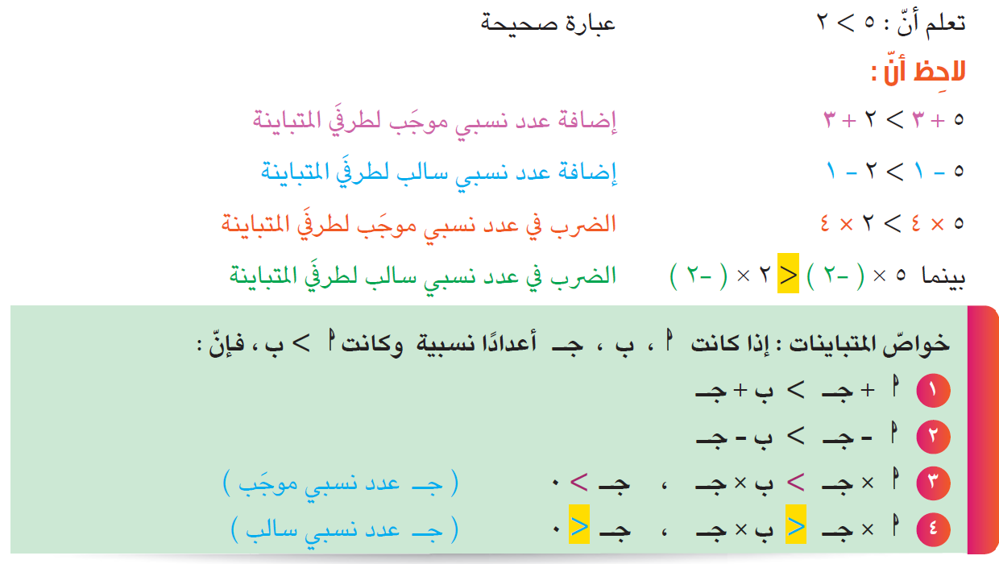 تعلم أنّ : ٥ > ٢ عبارة صحيحة
لاحِظ أنّ :
٥ + ٣ > ٢ + ٣ إضافة عدد نسبي موجَب لطرفَي المتباينة
٥ - ١ > ٢ - ١ إضافة عدد نسبي سالب لطرفَي المتباينة
٥ × ٤ > ٢ × ٤ الضرب في عدد نسبي موجَب لطرفَي المتباينة
بينما ٥ × ( -٢ ) < ٢ × ( -٢ ) الضرب في عدد نسبي سالب لطرفَي المتباينة
خواصّ المتباينات : إذا كانت أ ، ب ، جـ أعدادًا نسبية وكانت أ > ب ، فإنّ :
١ أ + جـ > ب + جـ
٢ أ - جـ > ب - جـ
٣ أ × جـ > ب × جـ ، جـ > ٠ ( جـ عدد نسبي موجَب )
٤ أ × جـ < ب × جـ ، جـ < ٠ ( جـ عدد نسبي سالب )